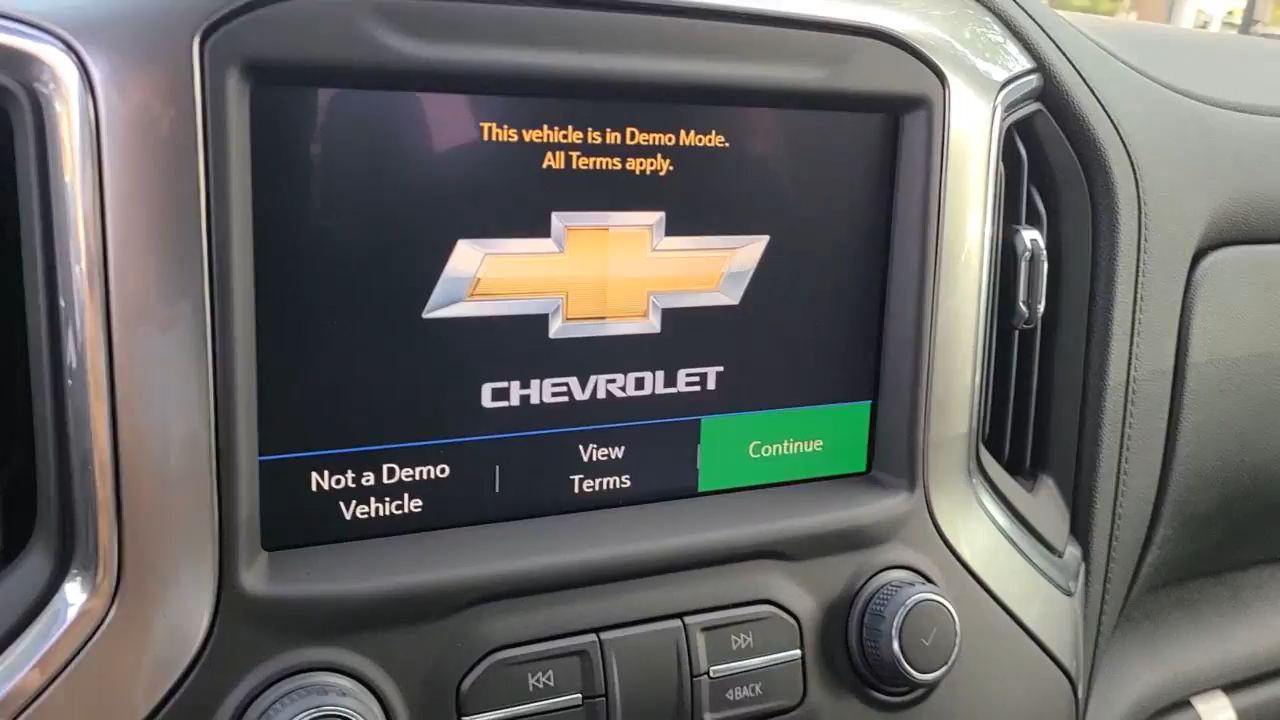 This vehicle is in Demo Mode.
All Terms apply.
CHEVROLET
Not a Demo
Vehicle
View
Terms
Continue
BACK